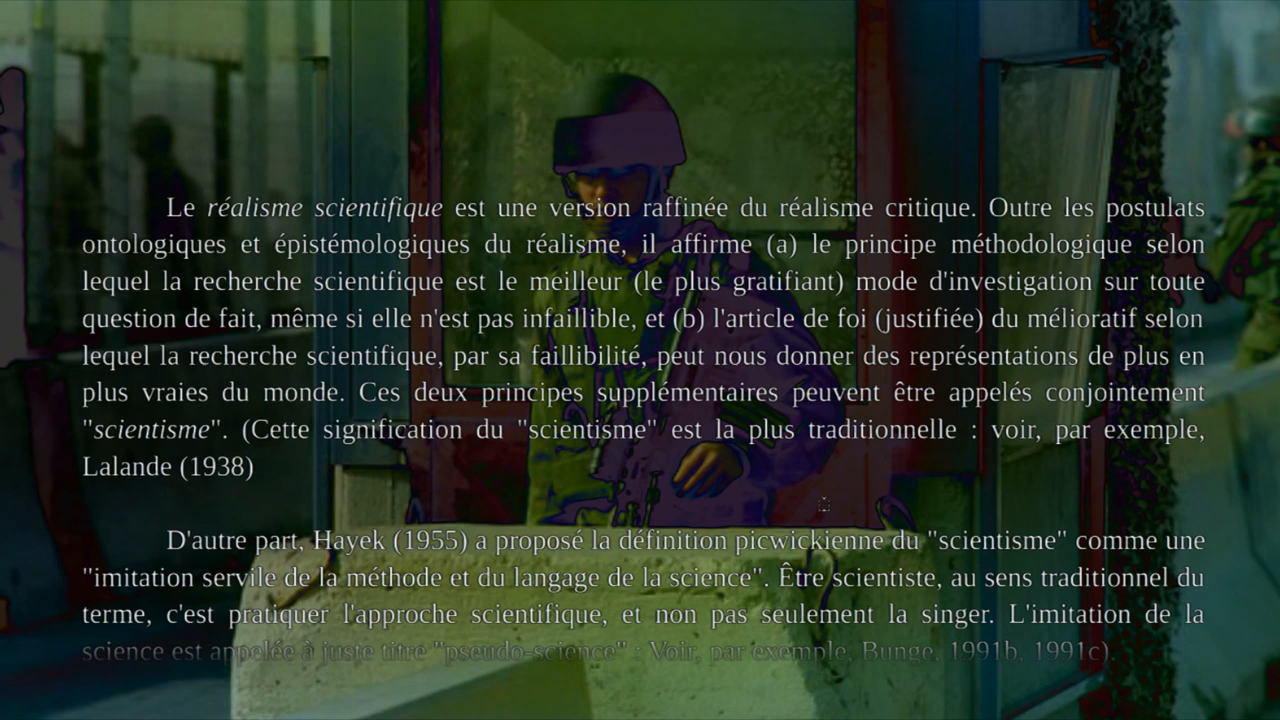 Le réalisme scientifique est une version raffinée du réalisme critique. Outre les postulats
ontologiques et épistémologiques du réalisme, il affirme (a) le principe méthodologique selon
lequel la recherche scientifique est le meilleur (le plus gratifiant) mode d'investigation sur toute
question de fait, même si elle n'est pas infaillible, et (b) l'article de foi (justifiée) du mélioratif selon
lequel la recherche scientifique, par sa faillibilité, peut nous donner des représentations de plus en
plus vraies du monde. Ces deux principes supplémentaires peuvent être appelés conjointement
"scientisme". (Cette signification du "scientisme" est la plus traditionnelle : voir, par exemple,
Lalande (1938)
D'autre part, Hayek (1955) a proposé la définition picwickienne du "scientisme" comme une
"imitation servile de la méthode et du langage de la science". Être scientiste, au sens traditionnel du
terme, c'est pratiquer l'approche scientifique, et non pas seulement la singer. L'imitation de la
science est appelée à juste titre "pseudo-science" : Voir, par exemple, Bunge, 1991b, 1991c).